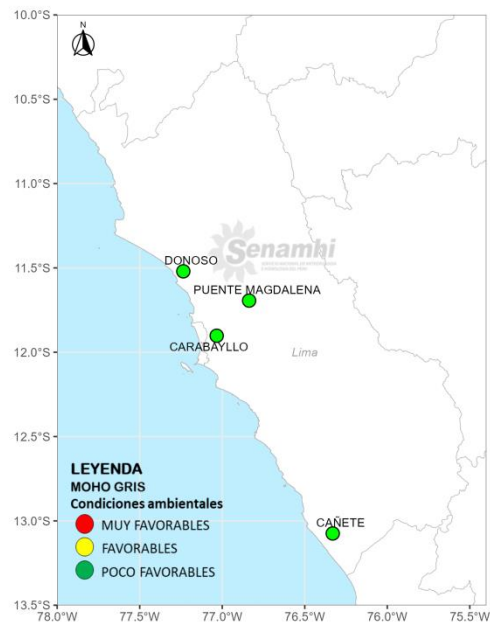 N
10.0°S
10.5°S
11.0°S
11.5°S
12.0°S
12.5°S
13.0°S
13.5°S
Senamhi
DONOSO
PUENTE MAGDALENA
CARABAYLLO
Lima
CAÑETE
LEYENDA
MOHO GRIS
Condiciones ambientales
MUY FAVORABLES
FAVORABLES
POCO FAVORABLES
78.0°W 77.5°W 77.0°W 76.5°W 76.0°W 75.5°W